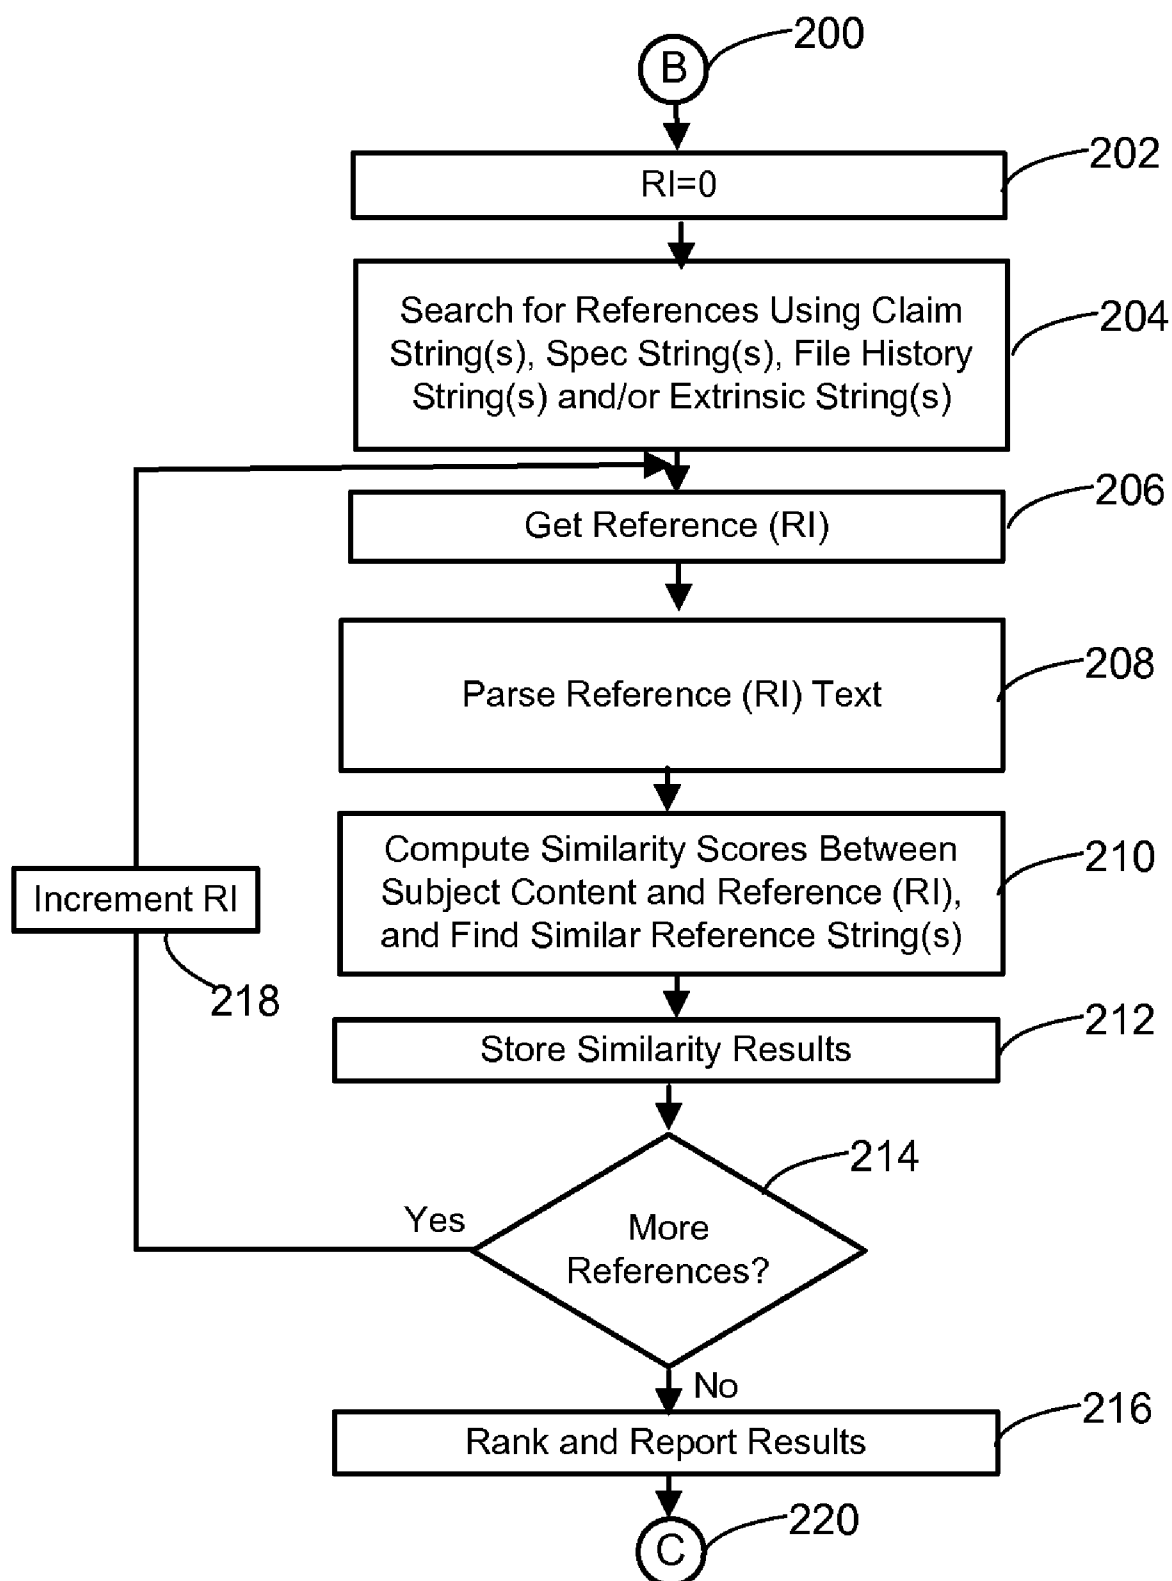 200
B
202
RI=0
204
Search for References Using Claim
String(s), Spec String(s), File History
String(s) and/or Extrinsic String(s)
206
Get Reference (RI)
208
Parse Reference (RI) Text
210
Compute Similarity Scores Between
Subject Content and Reference (RI),
and Find Similar Reference String(s)
Increment RI
218
212
Store Similarity Results
214
Yes
More
References?
No
216
Rank and Report Results
220
C